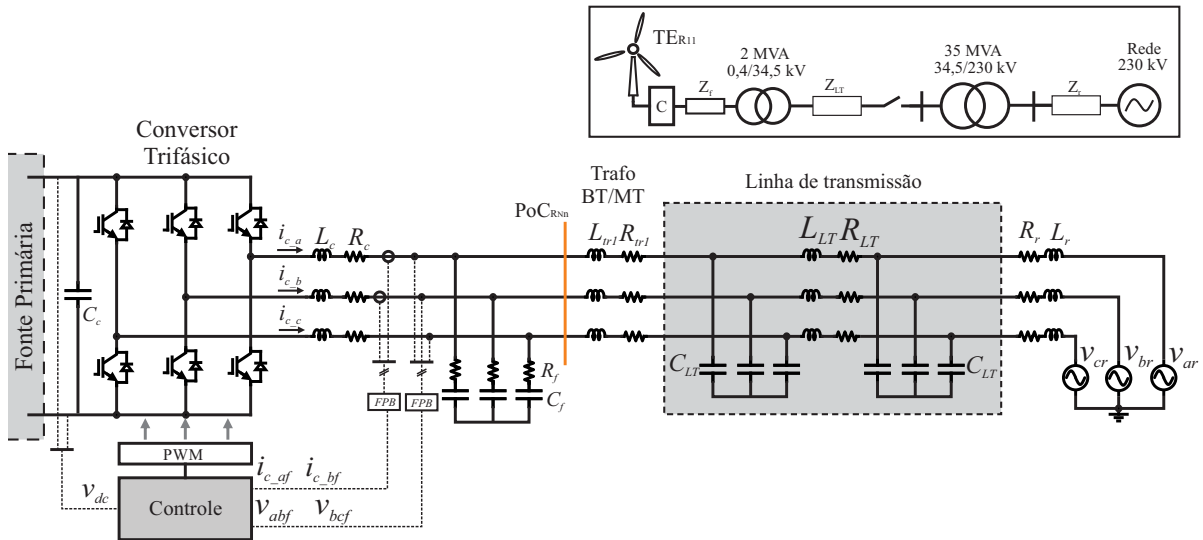 TE_R11
2 MVA
0,4/34,5 kV
35 MVA
34,5/230 kV
Rede
230 kV
C
Z_f
Z_LT
Z_r
Conversor
Trifásico
Trafo
BT/MT
Linha de transmissão
PoC_RNn
Fonte Primária
C_c
i_c_a
L_c
R_c
i_c_b
i_c_c
L_tr1
R_tr1
L_LT
R_LT
R_r
L_r
R_f
C_f
C_LT
C_LT
v_cr
v_br
v_ar
FPB
FPB
PWM
i_c_af
i_c_bf
v_dc
Controle
v_abf
v_bcf